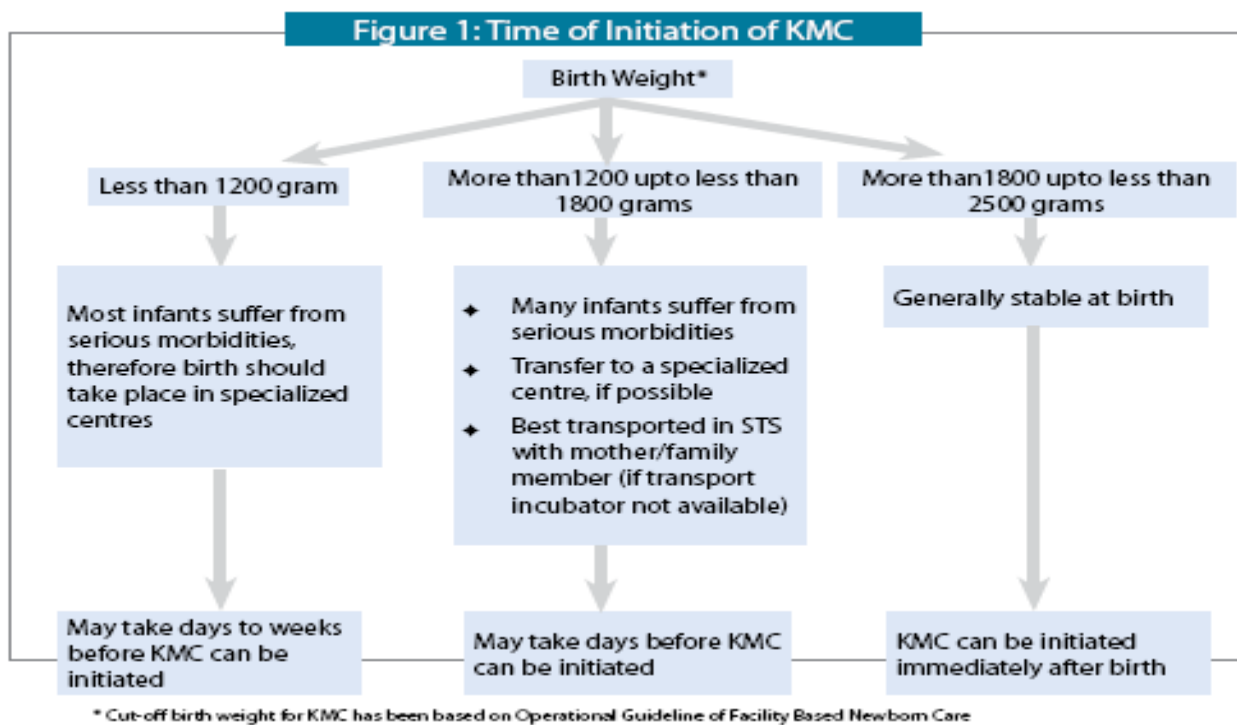 Figure 1: Time of Initiation of KMC
Birth Weight*
Less than 1200 gram
More than1200 upto less than
1800 grams
More than1800 upto less than
2500 grams
Most infants suffer from
serious morbidities,
therefore birth should
take place in specialized
centres
✦ Many infants suffer from
serious morbidities
✦ Transfer to a specialized
centre, if possible
✦ Best transported in STS
with mother/family
member (if transport
incubator not available)
Generally stable at birth
May take days to weeks
before KMC can be
initiated
May take days before KMC
can be initiated
KMC can be initiated
immediately after birth
* Cut-off birth weight for KMC has been based on Operational Guideline of Facility Based Newborn Care